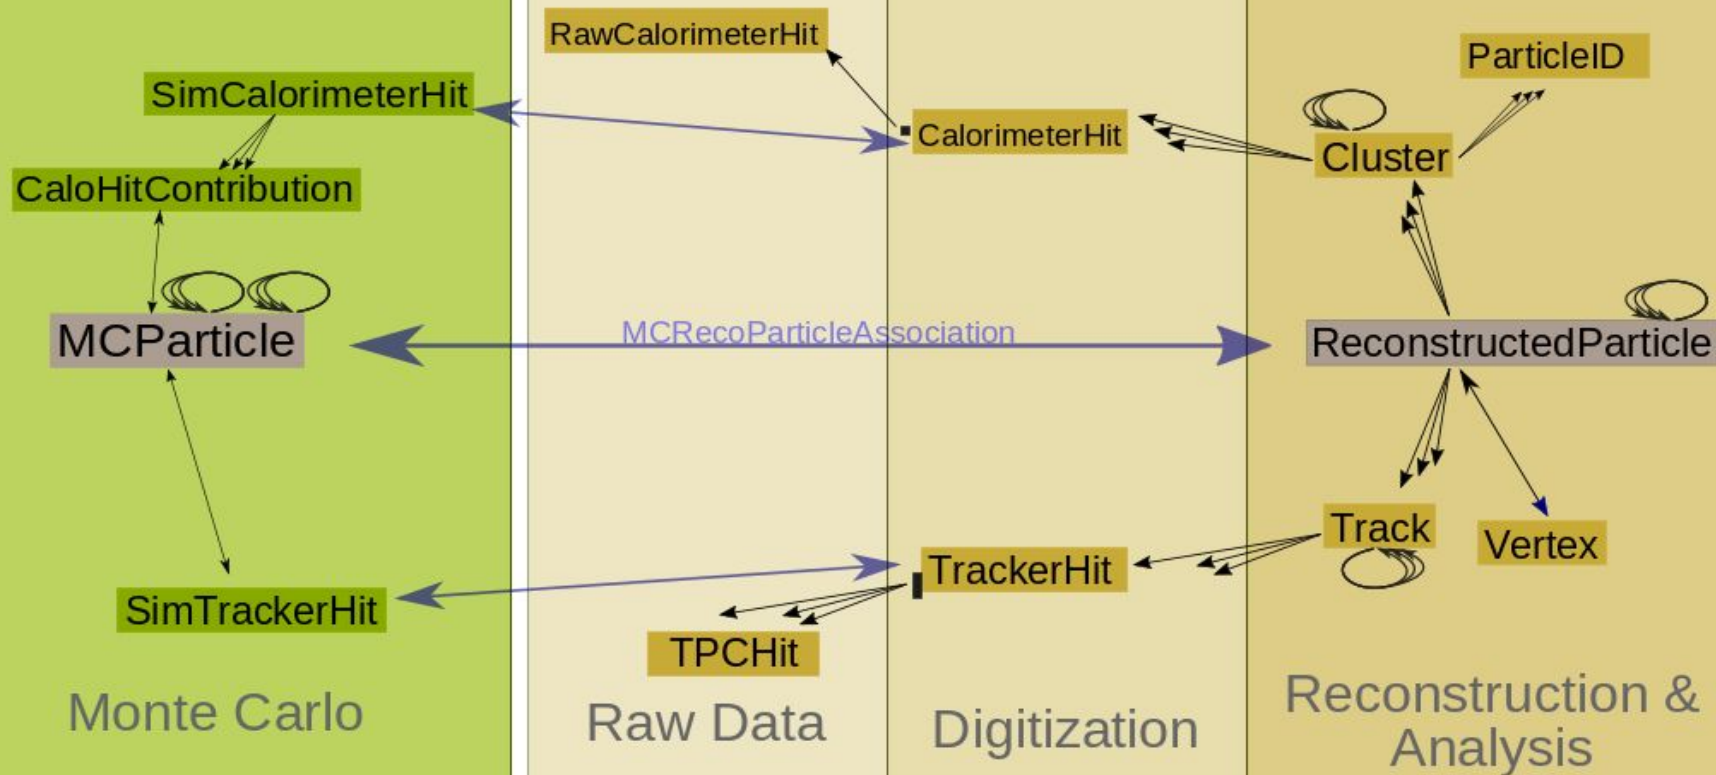 RawCalorimeterHit
ParticleID
SimCalorimeterHit
CalorimeterHit
Cluster
CaloHitContribution
MCRecoParticleAssociation
MCParticle
ReconstructedParticle
Track
Vertex
TrackerHit
SimTrackerHit
TPCHit
Monte Carlo
Raw Data
Digitization
Reconstruction &
Analysis